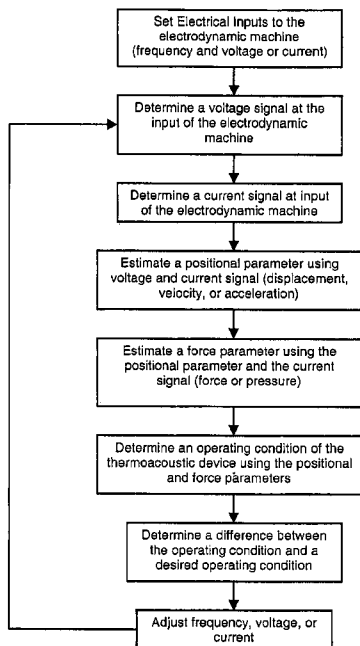 Set Electrical Inputs to the
electrodynamic machine
(frequency and voltage or current)
Determine a voltage signal at the
input of the electrodynamic
machine
Determine a current signal at input
of the electrodynamic machine
Estimate a positional parameter using
voltage and current signal (displacement,
velocity, or acceleration)
Estimate a force parameter using the
positional parameter and the current
signal (force or pressure)
Determine an operating condition of the
thermoacoustic device using the positional
and force parameters
Determine a difference between
the operating condition and a
desired operating condition
Adjust frequency, voltage, or
current